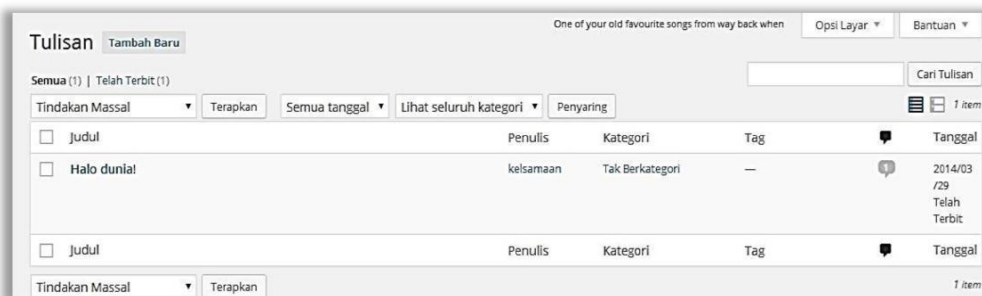 One of your old favourite songs from way back when Opsi Layar ▼ Bantuan ▼
Tulisan Tambah Baru
Semua (1) | Telah Terbit (1) Cari Tulisan
Tindakan Massal ▼ Terapkan Semua tanggal ▼ Lihat seluruh kategori ▼ Penyaring 1 item
Judul Penulis Kategori Tag Tanggal
Halo dunia! kelsamaan Tak Berkategori — 1 2014/03
/29
Telah
Terbit
Judul Penulis Kategori Tag Tanggal
Tindakan Massal ▼ Terapkan 1 item